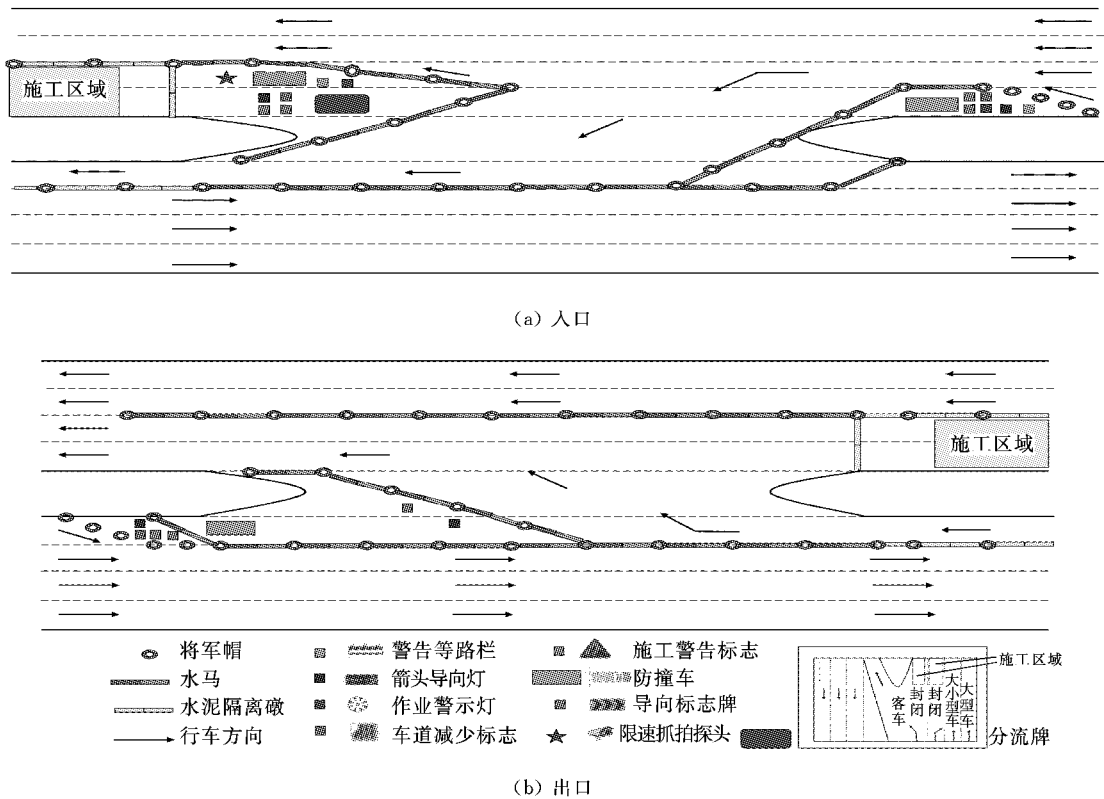 施工区域
(a) 入口
施工区域
将军帽
警告等路栏
施工警告标志
水马
箭头导向灯
防撞车
水泥隔离礅
作业警示灯
导向标志牌
行车方向
车道减少标志
限速抓拍探头
分流牌
施工区域
客车
封闭
封闭
大小型车
大型车
(b) 出口